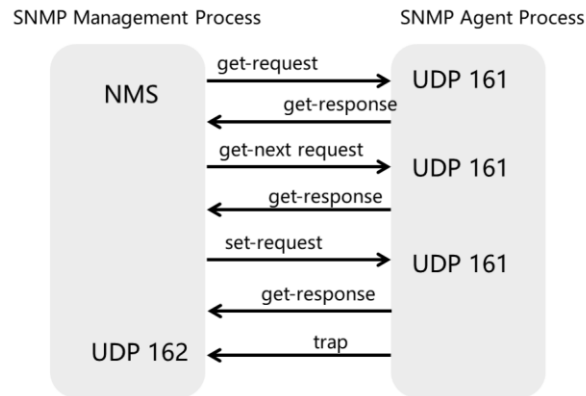 SNMP Management Process
SNMP Agent Process
get-request
NMS
UDP 161
get-response
get-next request
UDP 161
get-response
set-request
UDP 161
get-response
trap
UDP 162